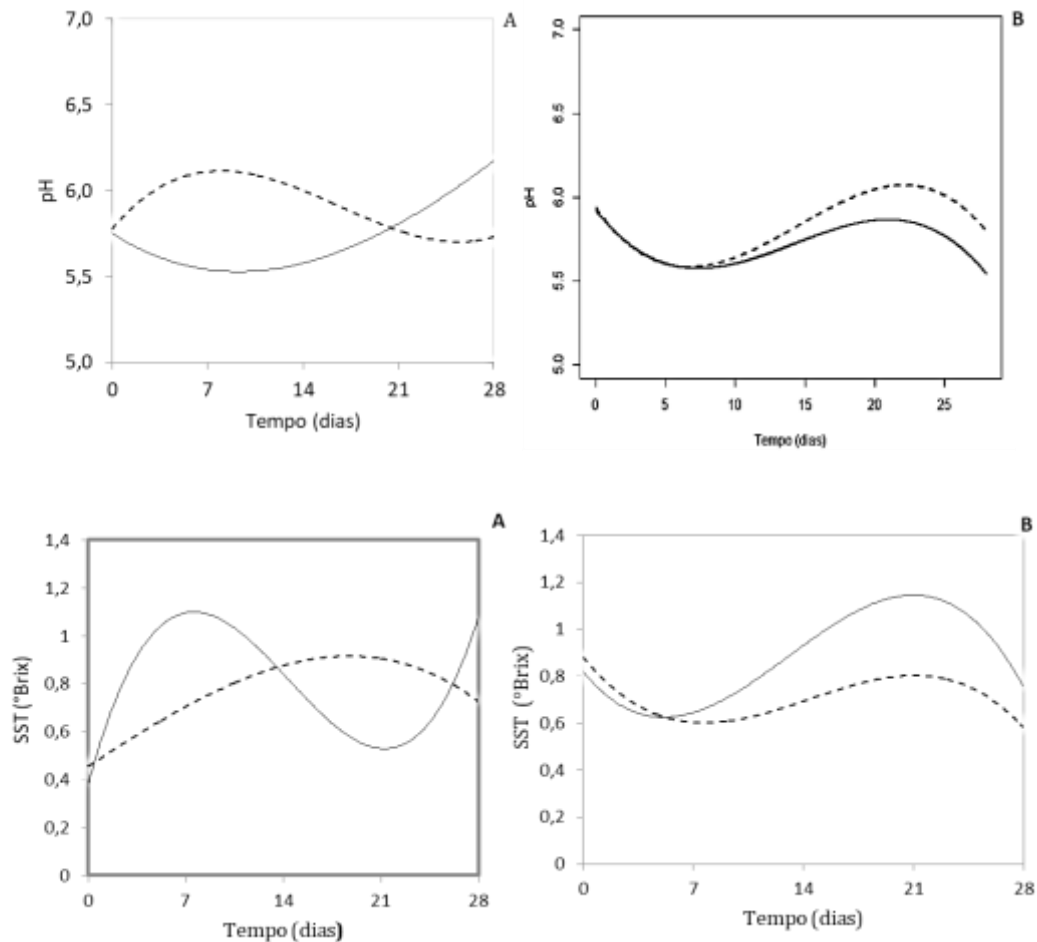 A
7,0
6,5
6,0
5,5
5,0
pH
0 7 14 21 28
Tempo (dias)
B
7.0
6.5
6.0
5.5
5.0
pH
0 5 10 15 20 25
Tempo (dias)
A
1,4
1,2
1
0,8
0,6
0,4
0,2
0
SST (°Brix)
0 7 14 21 28
Tempo (dias)
B
1,4
1,2
1
0,8
0,6
0,4
0,2
0
SST (°Brix)
0 7 14 21 28
Tempo (dias)